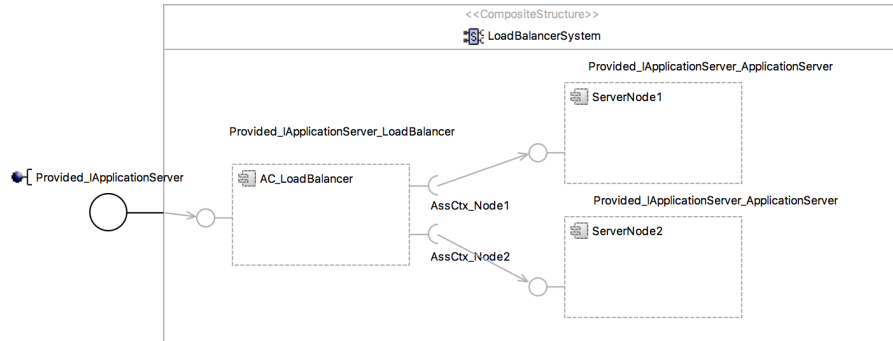 <<CompositeStructure>>
LoadBalancerSystem
Provided_IApplicationServer_ApplicationServer
ServerNode1
Provided_IApplicationServer_LoadBalancer
Provided_IApplicationServer
AC_LoadBalancer
AssCtx_Node1
Provided_IApplicationServer_ApplicationServer
ServerNode2
AssCtx_Node2